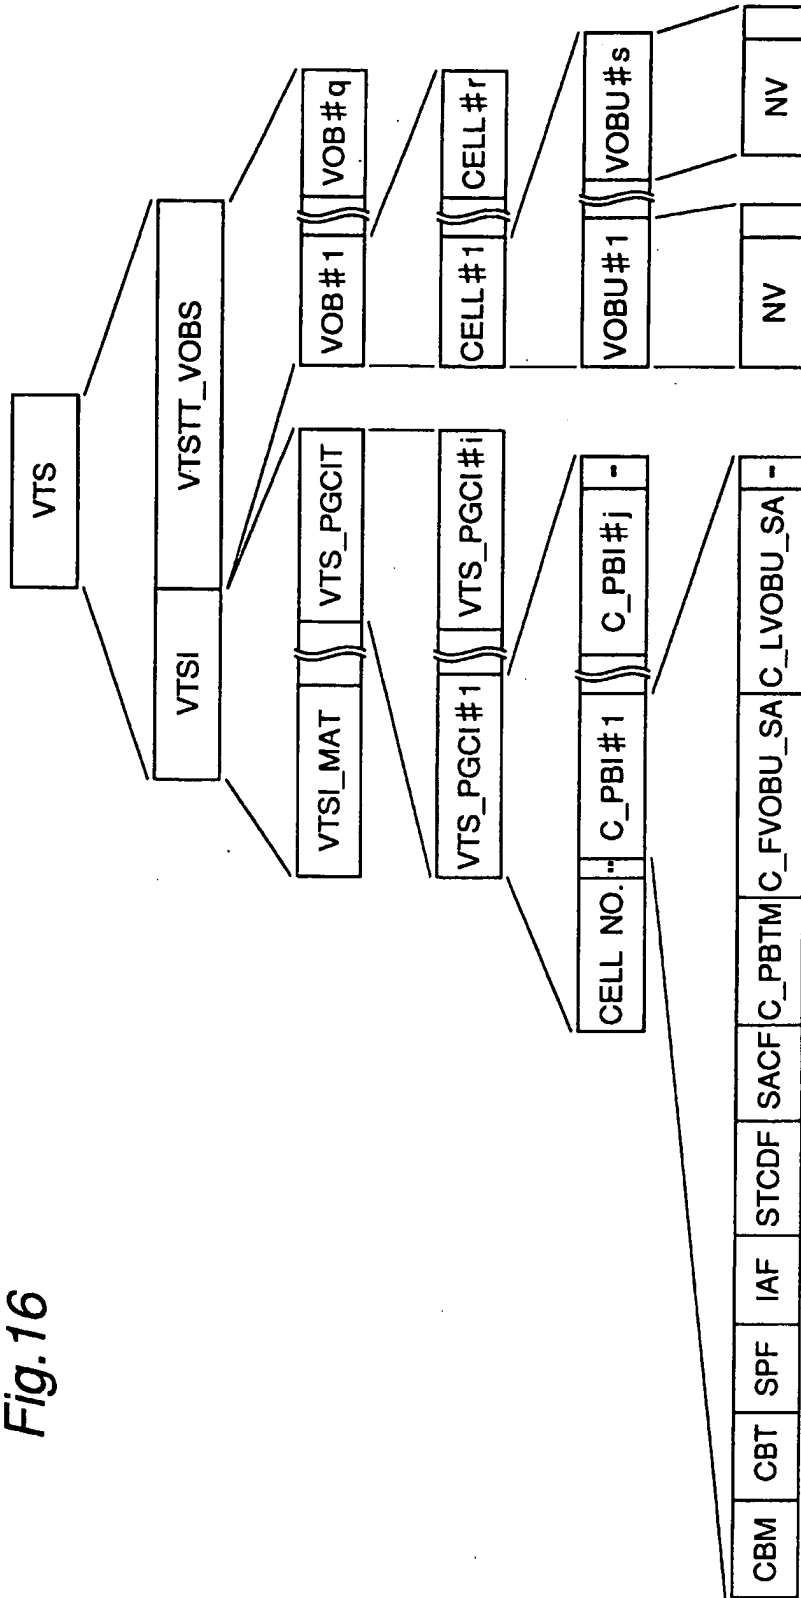 Fig.16
VTS
VTSI VTSTT_VOBS
VTSI_MAT VTS_PGCIT VOB#1 VOB#q
VTS_PGCI#1 VTS_PGCI#i CELL#1 CELL#r
CELL NO. -- C_PBI#1 C_PBI#j -- VOBU#1 VOBU#s
CBM CBT SPF IAF STCDF SACF C_PBTM C_FVOBU_SA C_LVOBU_SA -- NV NV